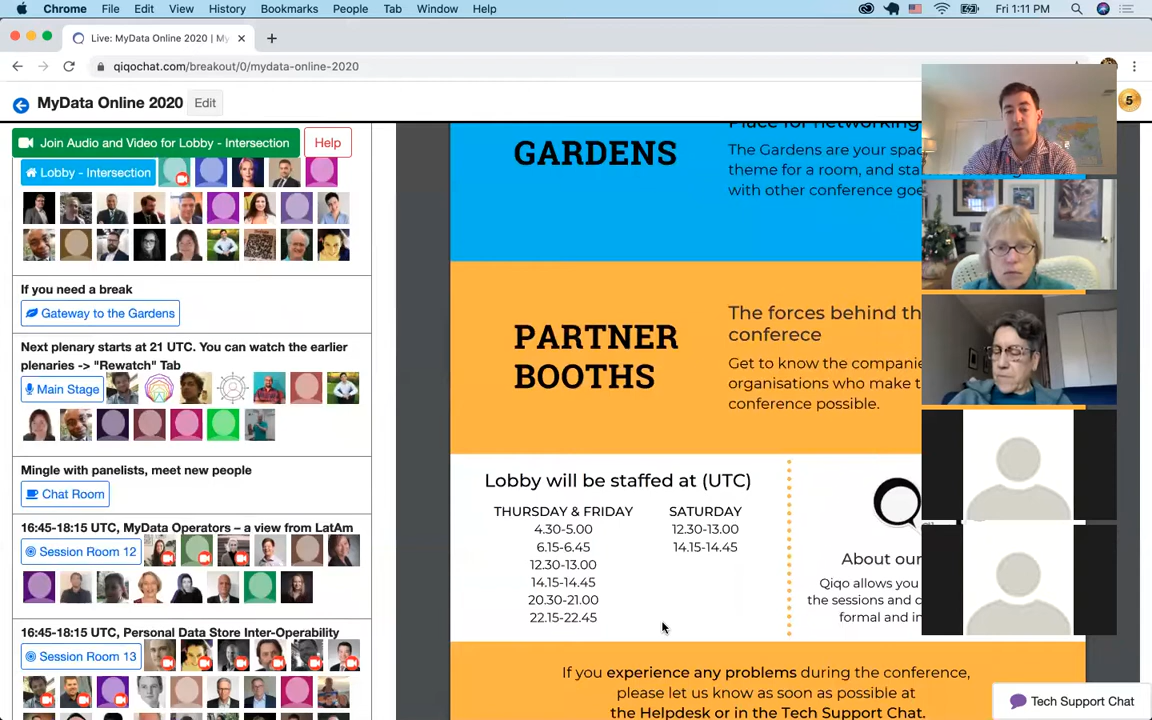 Chrome File Edit View History Bookmarks People Tab Window Help Fri 1:11 PM
Live: MyData Online 2020 | M
qiqochat.com/breakout/0/mydata-online-2020
MyData Online 2020 Edit
5
Join Audio and Video for Lobby - Intersection Help
Lobby - Intersection
If you need a break
Gateway to the Gardens
Next plenary starts at 21 UTC. You can watch the earlier
plenaries -> "Rewatch" Tab
Main Stage
Mingle with panelists, meet new people
Chat Room
16:45-18:15 UTC, MyData Operators – a view from LatAm
Session Room 12
16:45-18:15 UTC, Personal Data Store Inter-Operability
Session Room 13
GARDENS
Place for networking
The Gardens are your spac
theme for a room, and sta
with other conference goe
PARTNER
BOOTHS
The forces behind th
conferece
Get to know the companie
organisations who make t
conference possible.
Lobby will be staffed at (UTC)
THURSDAY & FRIDAY
4.30-5.00
6.15-6.45
12.30-13.00
14.15-14.45
20.30-21.00
22.15-22.45
SATURDAY
12.30-13.00
14.15-14.45
About our
Qiqo allows you
the sessions and c
formal and in
If you experience any problems during the conference,
please let us know as soon as possible at
the Helpdesk or in the Tech Support Chat.
Tech Support Chat